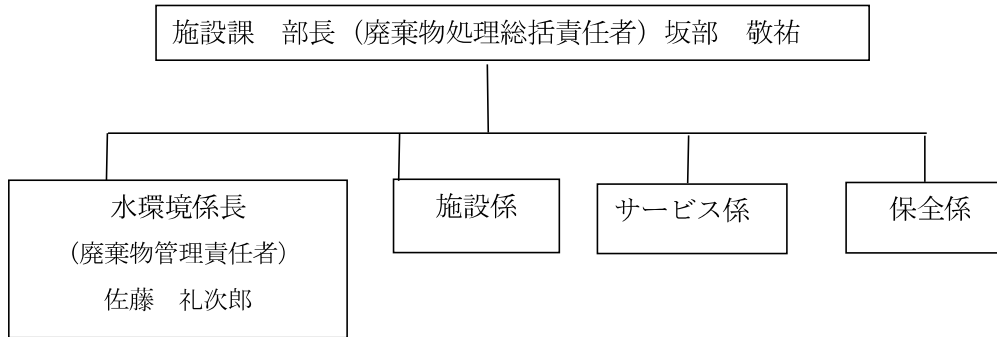 施設課　部長（廃棄物処理総括責任者）坂部　敬祐
水環境係長
（廃棄物管理責任者）
佐藤　礼次郎
施設係
サービス係
保全係